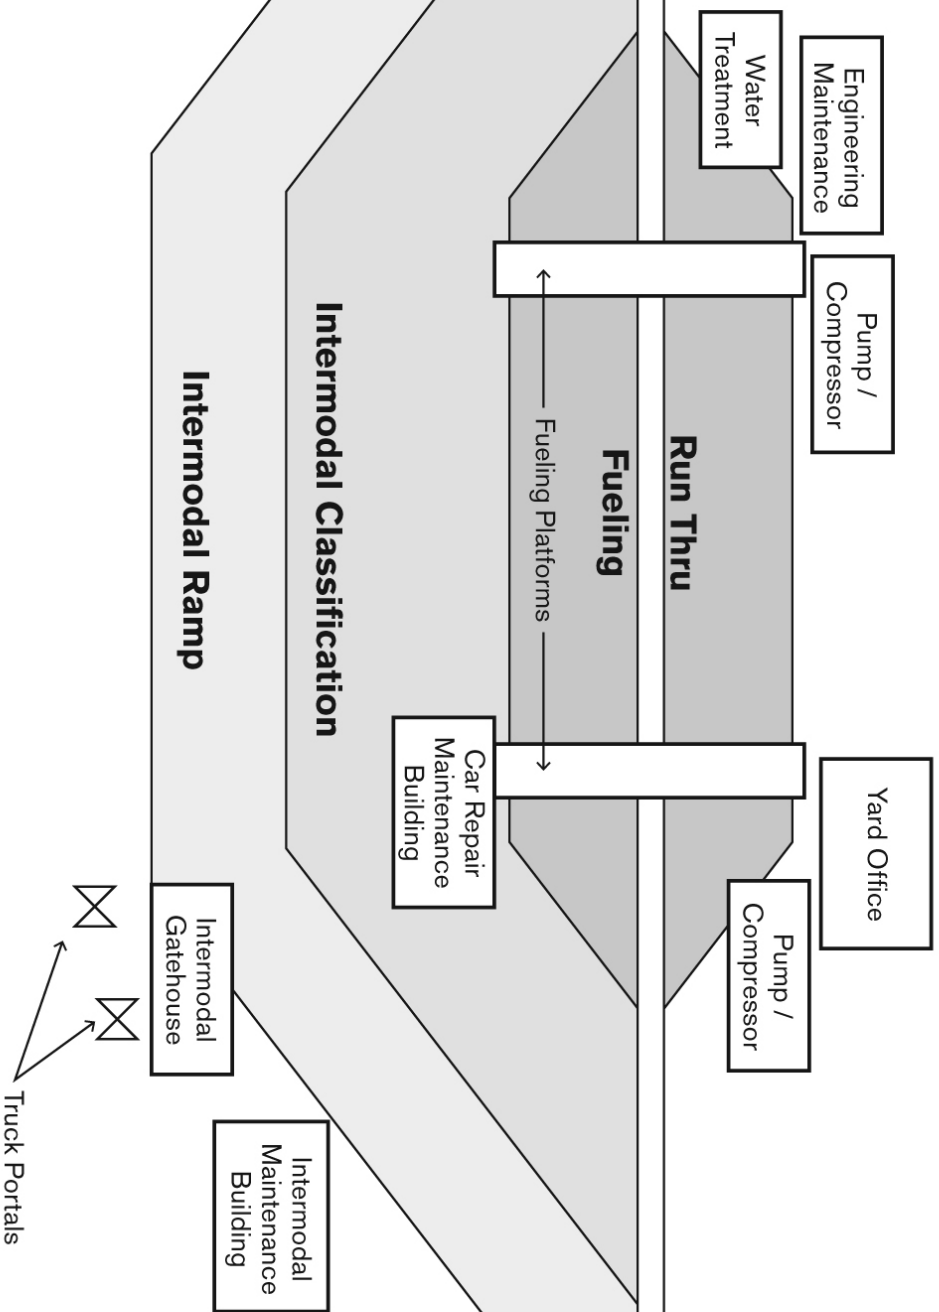 Engineering
Maintenance
Water
Treatment
Pump /
Compressor
Yard Office
Pump /
Compressor
Run Thru
Fueling
Fueling Platforms
Car Repair
Maintenance
Building
Intermodal Classification
Intermodal Ramp
Intermodal
Gatehouse
Intermodal
Maintenance
Building
Truck Portals